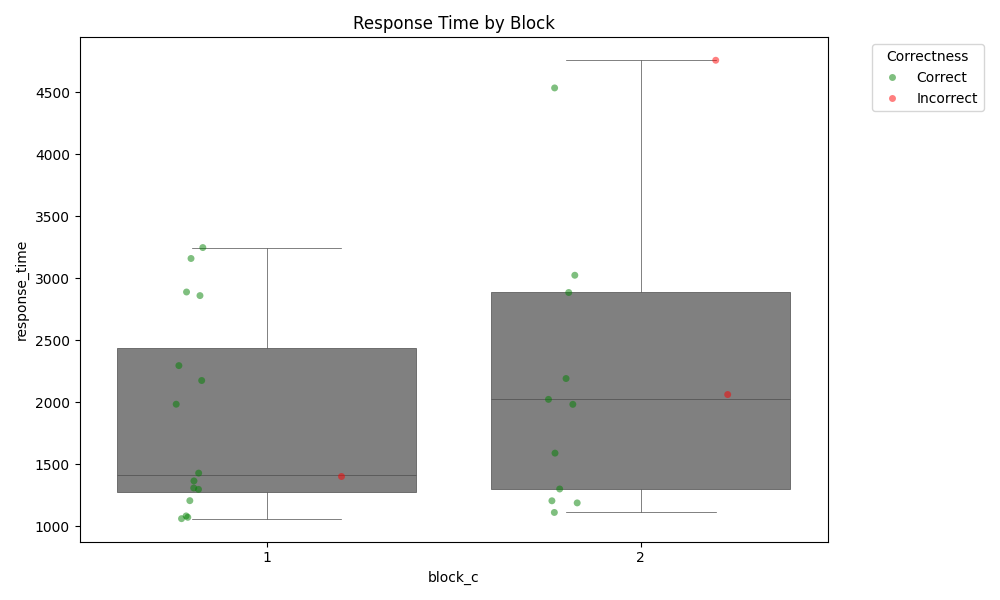 Response Time by Block
Correctness
Correct
Incorrect
4500
4000
3500
3000
2500
2000
1500
1000
response_time
1
2
block_c